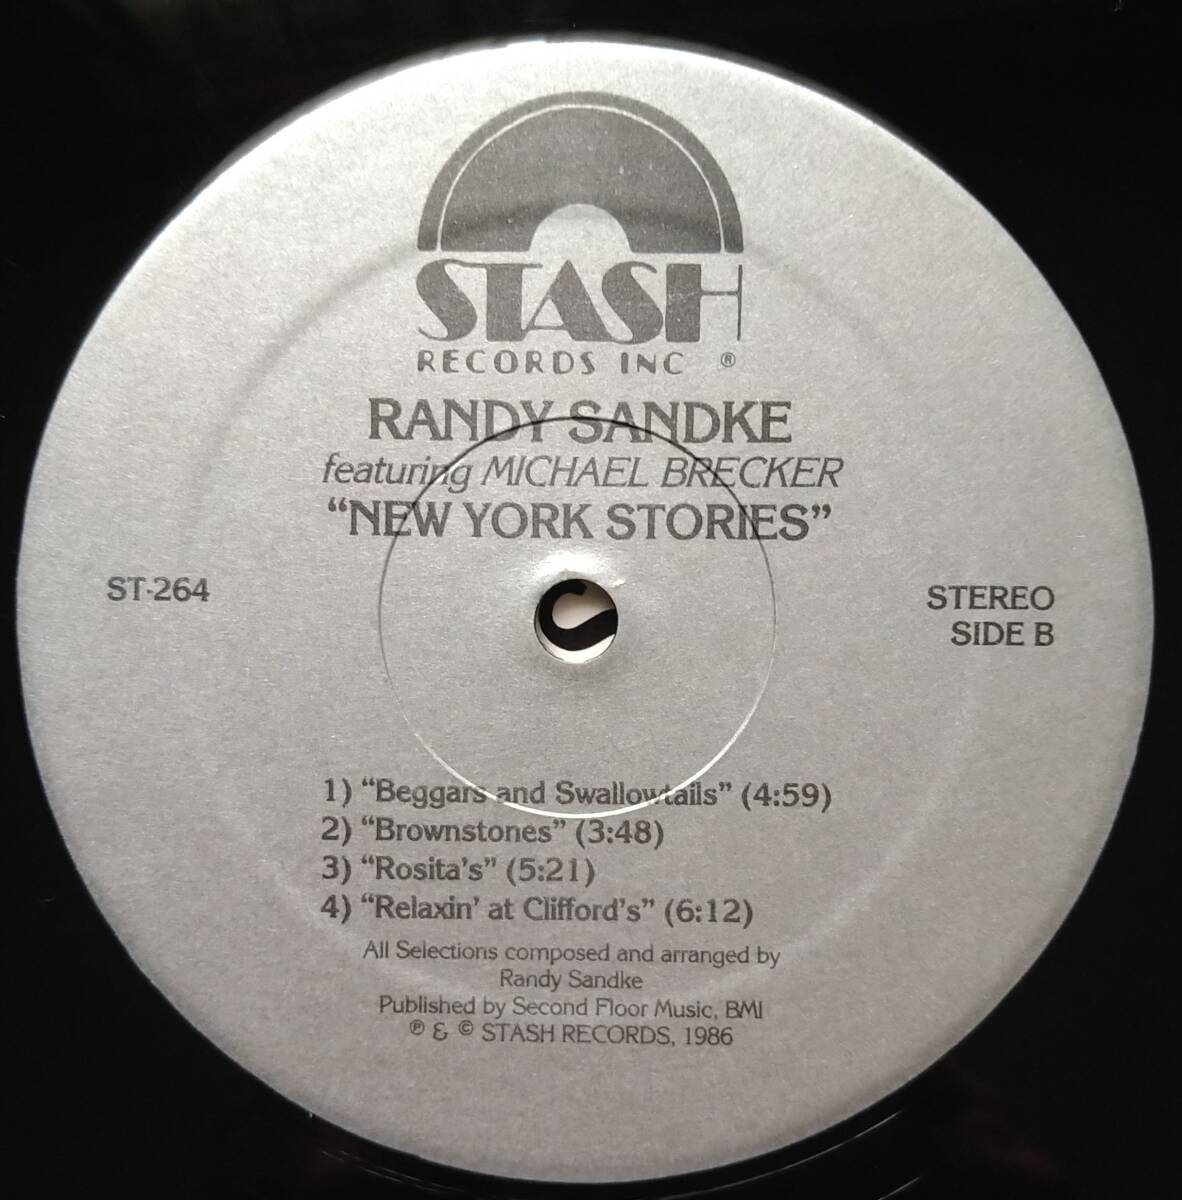 STASH
RECORDS INC ®
RANDY SANDKE
featuring MICHAEL BRECKER
“NEW YORK STORIES”
ST-264
STEREO
SIDE B
1) “Beggars and Swallowtails” (4:59)
2) “Brownstones” (3:48)
3) “Rosita's” (5:21)
4) “Relaxin' at Clifford's” (6:12)
All Selections composed and arranged by
Randy Sandke
Published by Second Floor Music, BMI
℗ & © STASH RECORDS, 1986